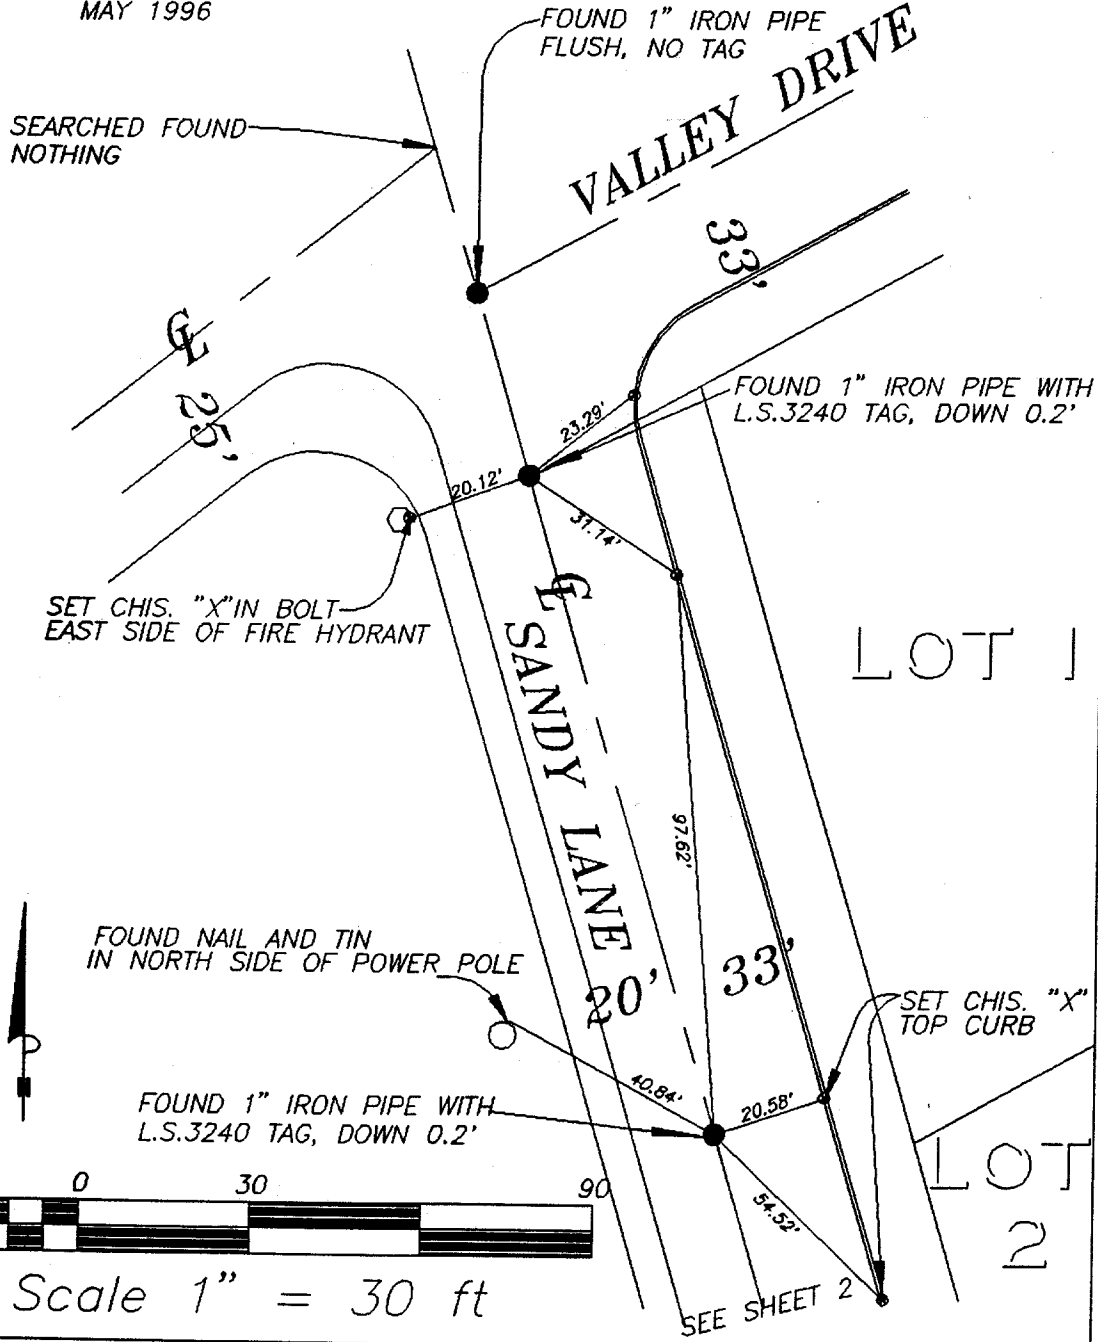 MAY 1996
FOUND 1" IRON PIPE
FLUSH, NO TAG
SEARCHED FOUND
NOTHING
VALLEY DRIVE
33'
℄
25'
FOUND 1" IRON PIPE WITH
L.S.3240 TAG, DOWN 0.2'
23.29'
20.12'
31.14'
SET CHIS. "X"IN BOLT
EAST SIDE OF FIRE HYDRANT
℄ SANDY LANE
LOT 1
97.62'
FOUND NAIL AND TIN
IN NORTH SIDE OF POWER POLE
20'
33'
SET CHIS. "X"
TOP CURB
40.84'
20.58'
FOUND 1" IRON PIPE WITH
L.S.3240 TAG, DOWN 0.2'
54.52'
LOT
2
0 30 90
Scale 1" = 30 ft
SEE SHEET 2